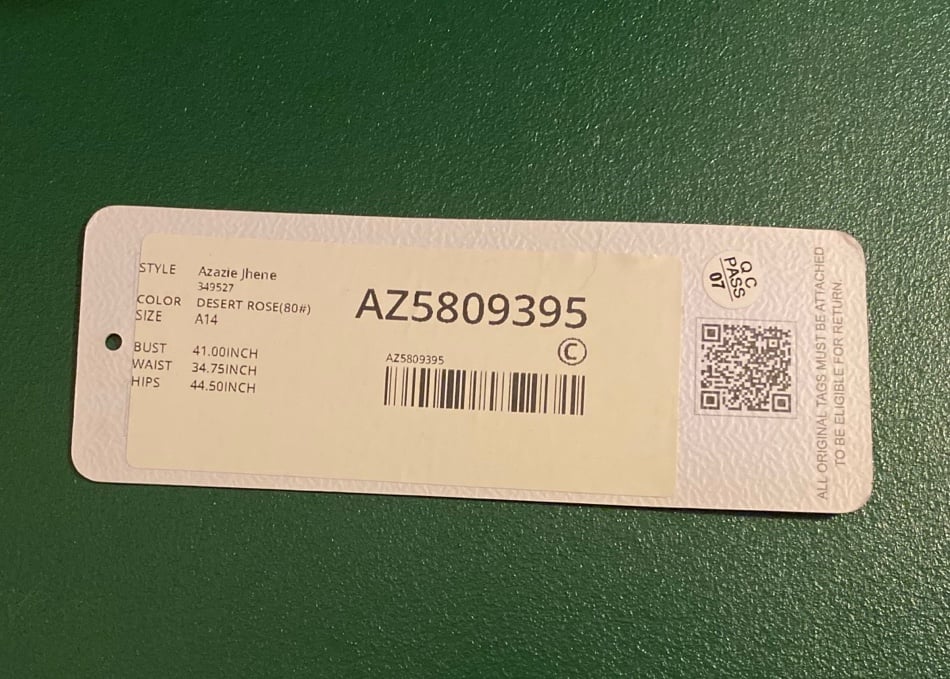 STYLE Azazie Jhene
349527
COLOR DESERT ROSE(80#)
SIZE A14
BUST 41.00INCH
WAIST 34.75INCH
HIPS 44.50INCH
AZ5809395
©
AZ5809395
QC
PASS
07
ALL ORIGINAL TAGS MUST BE ATTACHED
TO BE ELIGIBLE FOR RETURN.